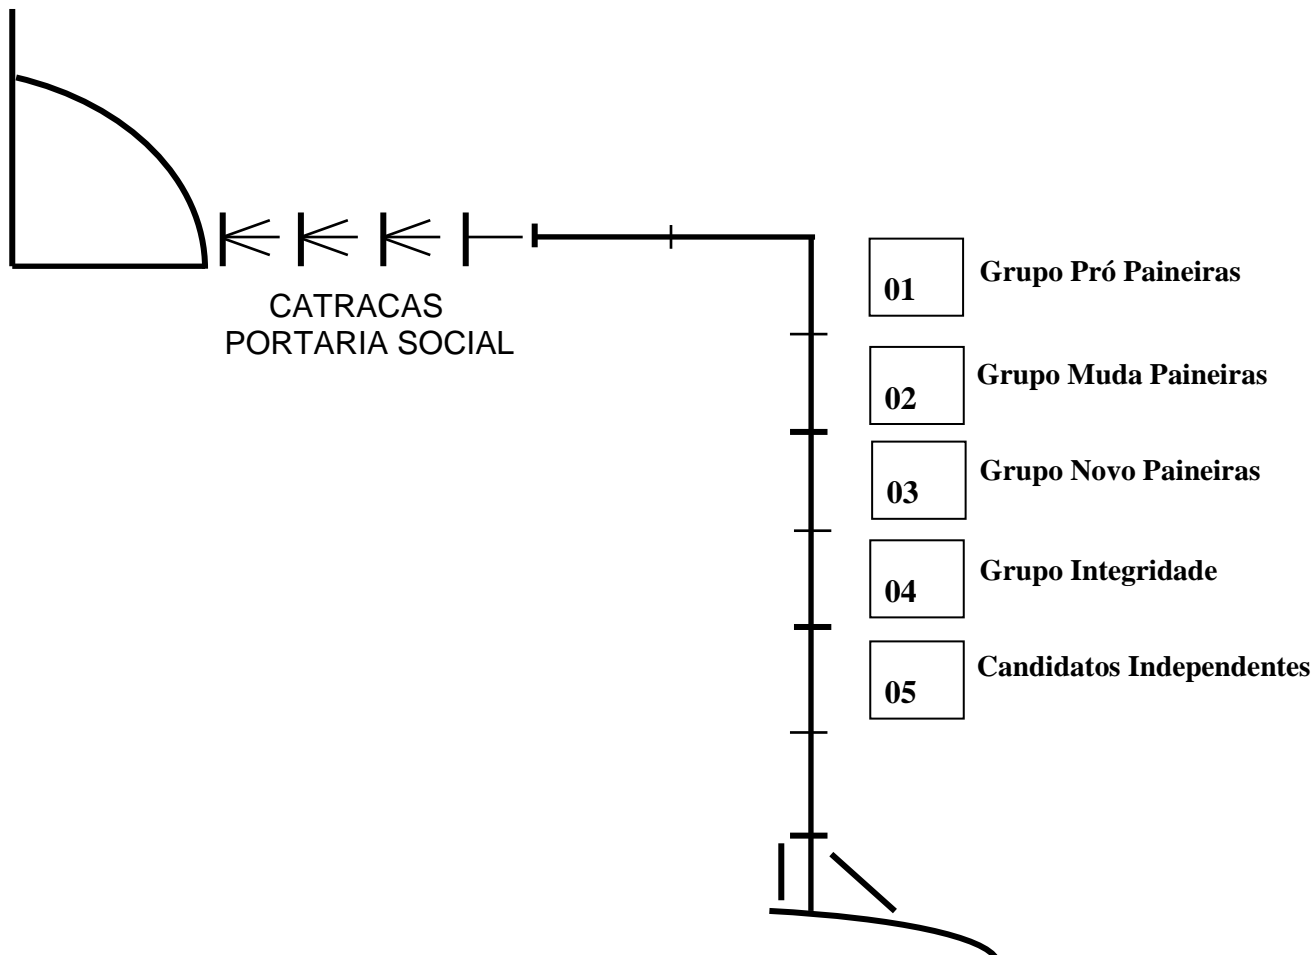 CATRACAS
PORTARIA SOCIAL
01
Grupo Pró Paineiras
02
Grupo Muda Paineiras
03
Grupo Novo Paineiras
04
Grupo Integridade
05
Candidatos Independentes